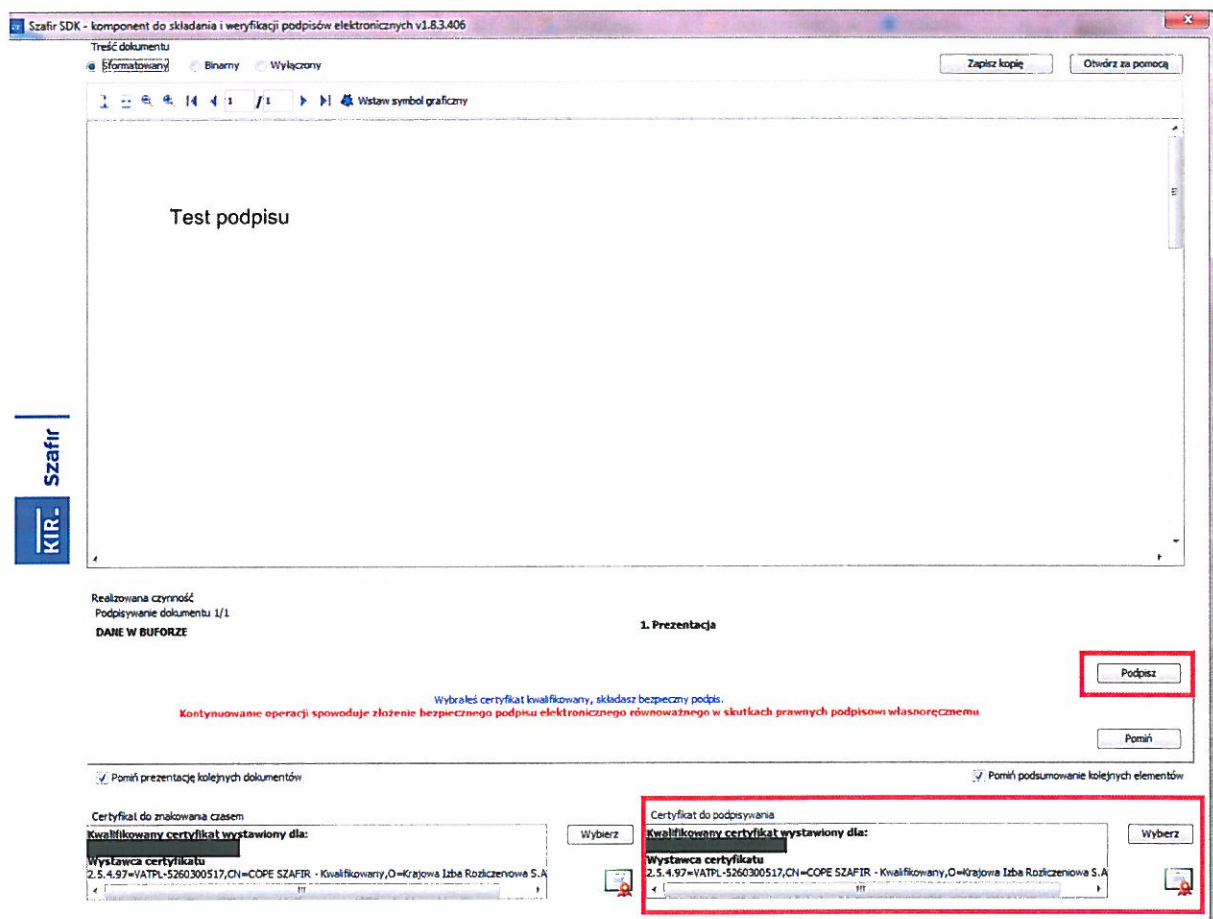 Szafir SDK - komponent do składania i weryfikacji podpisów elektronicznych v1.8.3.406
Treść dokumentu
Sformatowany Binarny Wyłączony
Zapisz kopię Otwórz za pomocą
1 / 1 Wstaw symbol graficzny
Test podpisu
KIR. Szafir
Realizowana czynność
Podpisywanie dokumentu 1/1
DANE W BUFORZE
1. Prezentacja
Podpisz
Wybrałeś certyfikat kwalifikowany, składasz bezpieczny podpis.
Kontynuowanie operacji spowoduje złożenie bezpiecznego podpisu elektronicznego równoważnego w skutkach prawnych podpisowi własnoręcznemu.
Pomiń
Pomiń prezentację kolejnych dokumentów
Pomiń podsumowanie kolejnych elementów
Certyfikat do znakowania czasem
Kwalifikowany certyfikat wystawiony dla:
Wybierz
Wystawca certyfikatu
2.5.4.97=VATPL-5260300517,CN=COPE SZAFIR - Kwalifikowany,O=Krajowa Izba Rozliczeniowa S.A
Certyfikat do podpisywania
Kwalifikowany certyfikat wystawiony dla:
Wybierz
Wystawca certyfikatu
2.5.4.97=VATPL-5260300517,CN=COPE SZAFIR - Kwalifikowany,O=Krajowa Izba Rozliczeniowa S.A